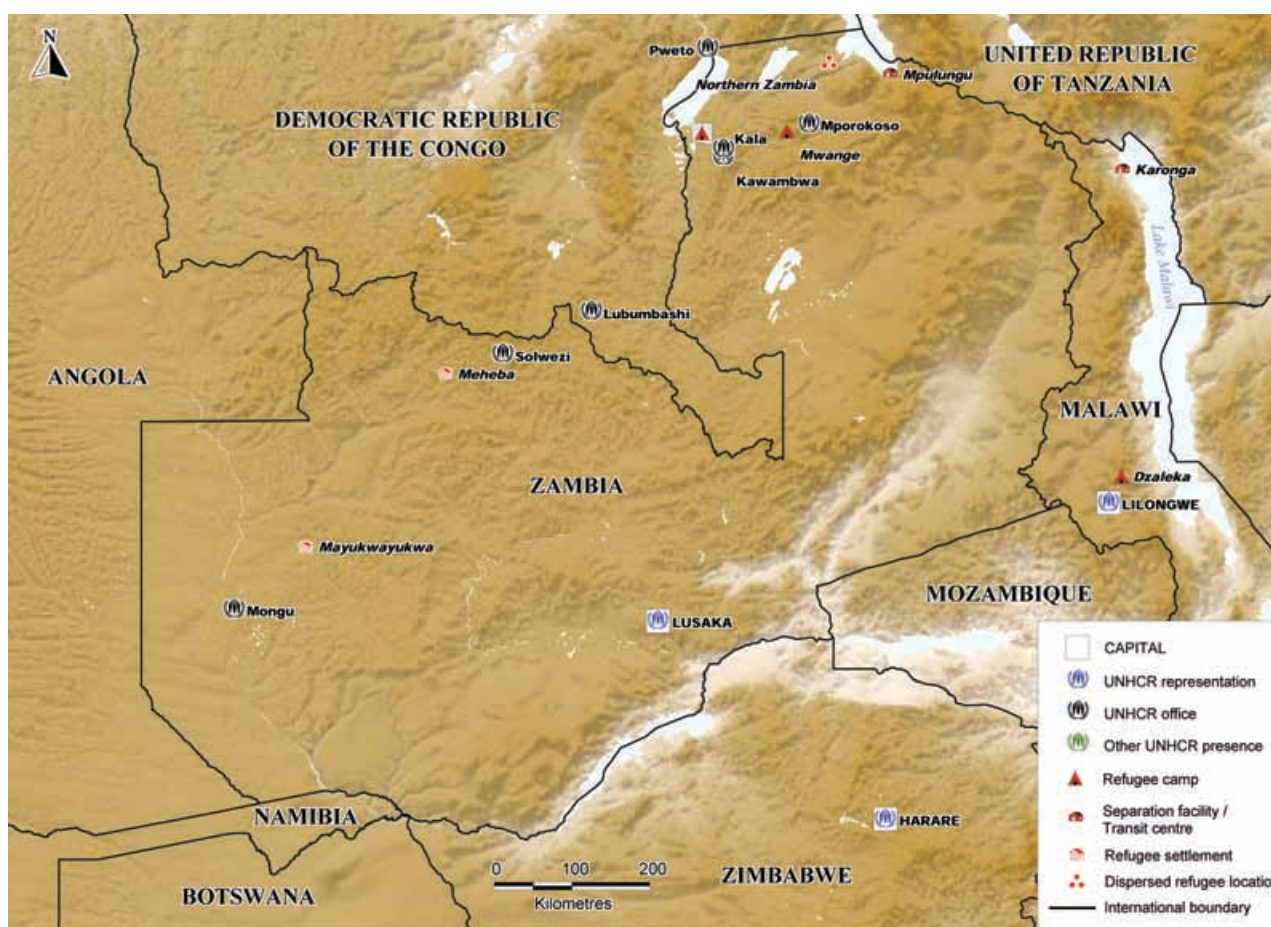 N
Pweto
UNITED REPUBLIC
OF TANZANIA
Northern Zambia
Mpulungu
DEMOCRATIC REPUBLIC
OF THE CONGO
Kala
Mporokoso
Mwange
Kawambwa
Karonga
Lake Malawi
Lubumbashi
Solwezi
Meheba
ANGOLA
MALAWI
ZAMBIA
Dzaleka
LILONGWE
Mayukwayukwa
MOZAMBIQUE
Mongu
LUSAKA
NAMIBIA
HARARE
BOTSWANA
ZIMBABWE
0 100 200
Kilometres
CAPITAL
UNHCR representation
UNHCR office
Other UNHCR presence
Refugee camp
Separation facility /
Transit centre
Refugee settlement
Dispersed refugee locatio
International boundary